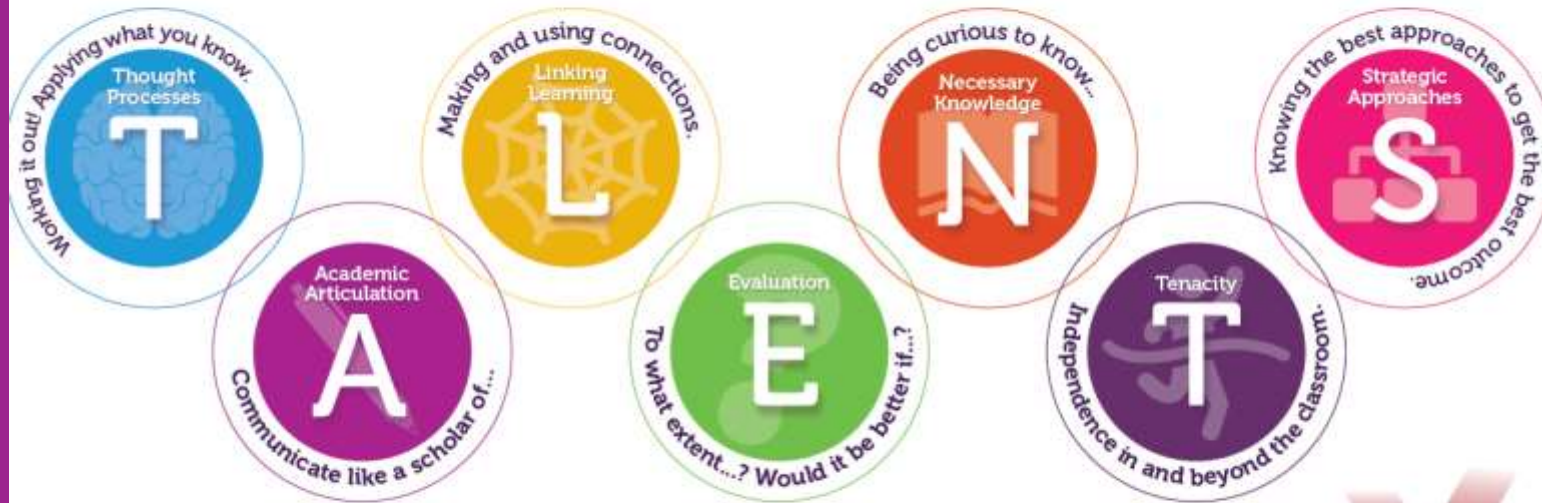 Working it out! Applying what you know.
Thought
Processes
T
Academic
Articulation
A
Communicate like a scholar of...
Making and using connections.
Linking
Learning
L
Evaluation
E
To what extent...? Would it be better if...?
Being curious to know...
Necessary
Knowledge
N
Tenacity
T
Independence in and beyond the classroom.
Knowing the best approaches to get the best outcome.
Strategic
Approaches
S